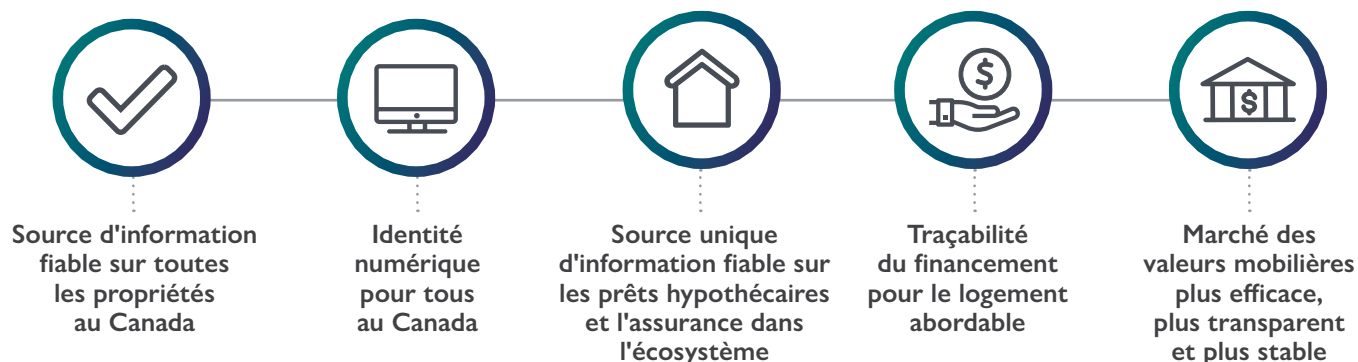 $
$
Source d'information
fiable sur toutes
les propriétés
au Canada
Identité
numérique
pour tous
au Canada
Source unique
d'information fiable sur
les prêts hypothécaires
et l'assurance dans
l'écosystème
Traçabilité
du financement
pour le logement
abordable
Marché des
valeurs mobilières
plus efficace,
plus transparent
et plus stable